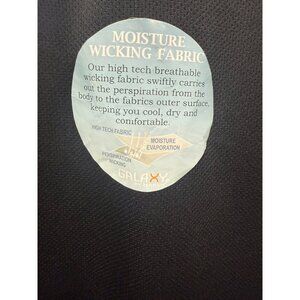 MOISTURE
WICKING FABRIC
Our high tech breathable
wicking fabric swiftly carries
out the perspiration from the
body to the fabrics outer surface,
keeping you cool, dry and
comfortable.
HIGH TECH FABRIC
MOISTURE
EVAPORATION
PERSPIRATION
WICKING
GALAXY